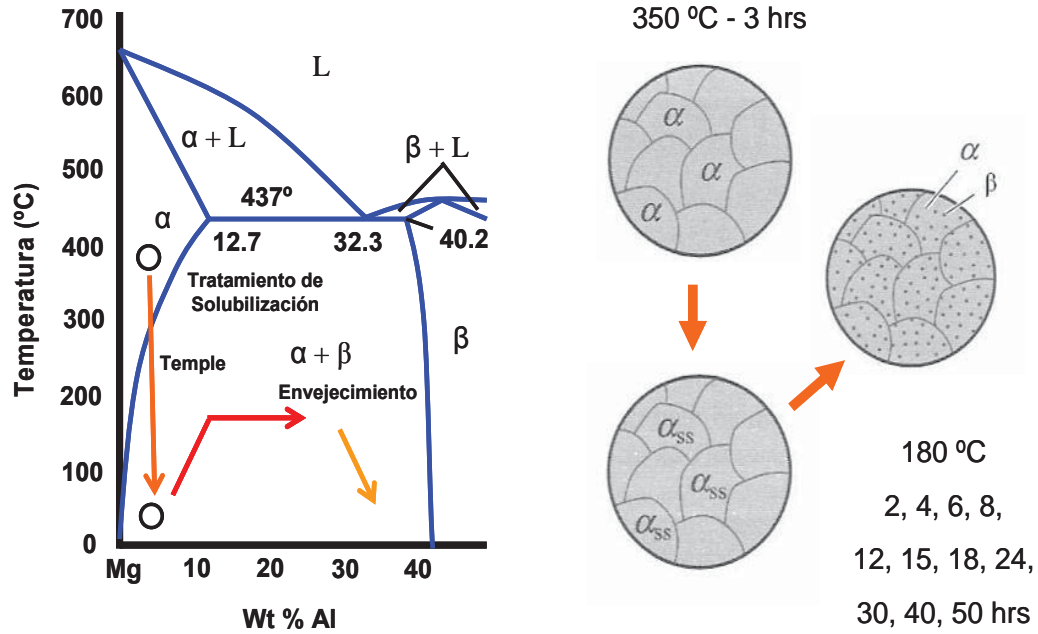 700
600
500
400
300
200
100
0
Temperatura (ºC)
L
α + L
β + L
437º
α
12.7
32.3
40.2
Tratamiento de
Solubilización
Temple
α + β
Envejecimiento
β
Mg
10
20
30
40
Wt % Al
350 ºC - 3 hrs
α
α
α
αss
αss
αss
α
β
180 ºC
2, 4, 6, 8,
12, 15, 18, 24,
30, 40, 50 hrs